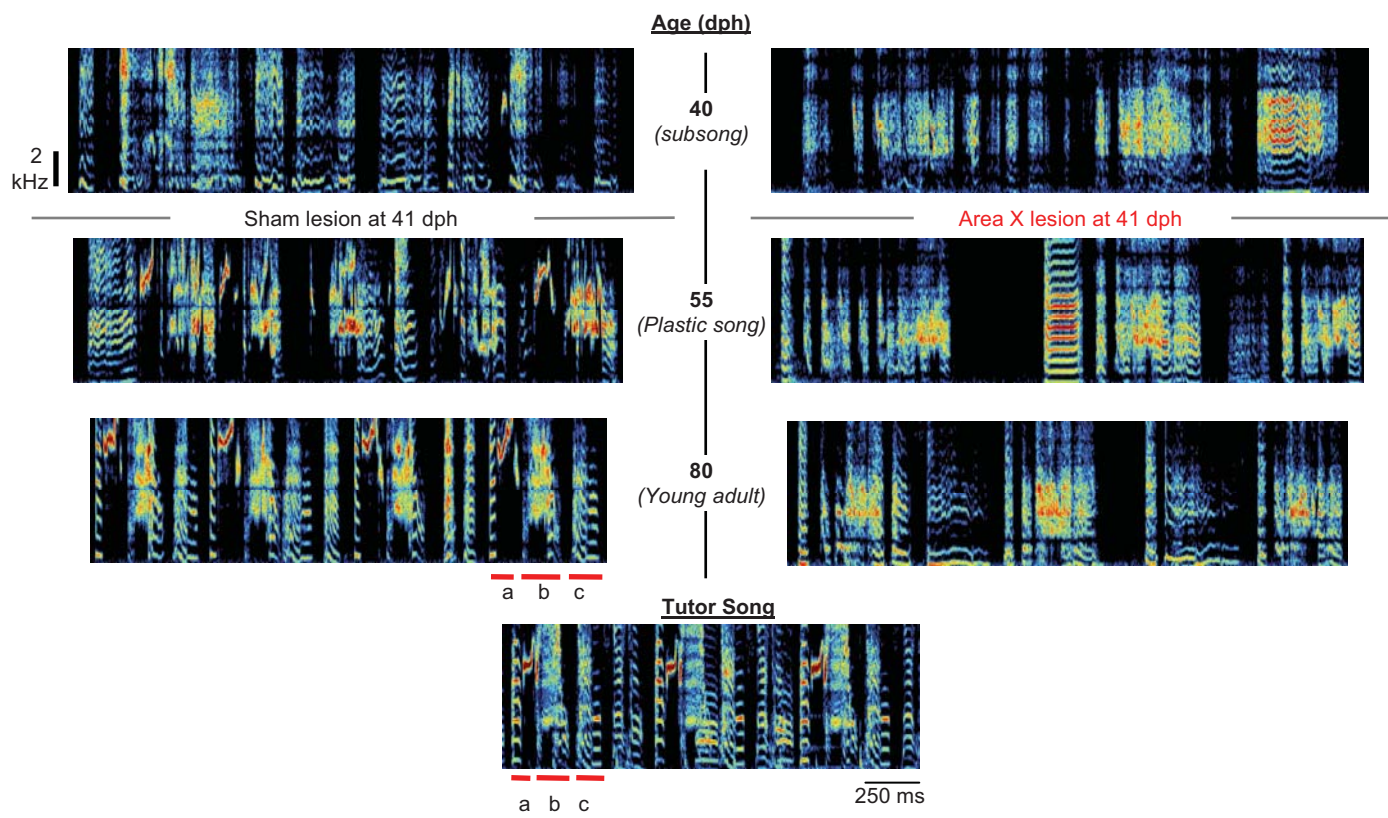 Age (dph)
40
(subsong)
2
kHz
Sham lesion at 41 dph
Area X lesion at 41 dph
55
(Plastic song)
80
(Young adult)
a b c
Tutor Song
250 ms
a b c